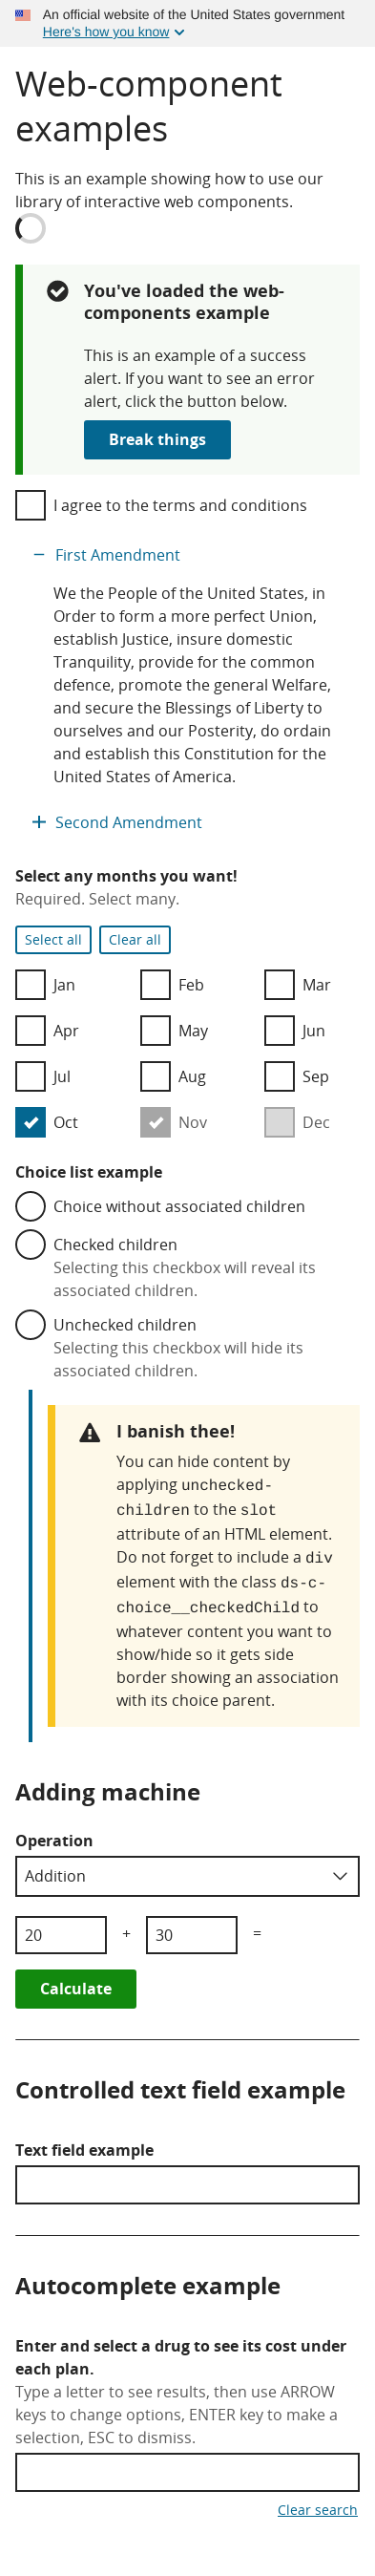 An official website of the United States government
Here's how you know
Web-component
examples
This is an example showing how to use our
library of interactive web components.
You've loaded the web-
components example
This is an example of a success
alert. If you want to see an error
alert, click the button below.
Break things
I agree to the terms and conditions
First Amendment
We the People of the United States, in
Order to form a more perfect Union,
establish Justice, insure domestic
Tranquility, provide for the common
defence, promote the general Welfare,
and secure the Blessings of Liberty to
ourselves and our Posterity, do ordain
and establish this Constitution for the
United States of America.
Second Amendment
Select any months you want!
Required. Select many.
Select all Clear all
Jan Feb Mar
Apr May Jun
Jul Aug Sep
Oct Nov Dec
Choice list example
Choice without associated children
Checked children
Selecting this checkbox will reveal its
associated children.
Unchecked children
Selecting this checkbox will hide its
associated children.
I banish thee!
You can hide content by
applying unchecked-
children to the slot
attribute of an HTML element.
Do not forget to include a div
element with the class ds-c-
choice__checkedChild to
whatever content you want to
show/hide so it gets side
border showing an association
with its choice parent.
Adding machine
Operation
Addition
20 + 30 =
Calculate
Controlled text field example
Text field example
Autocomplete example
Enter and select a drug to see its cost under
each plan.
Type a letter to see results, then use ARROW
keys to change options, ENTER key to make a
selection, ESC to dismiss.
Clear search